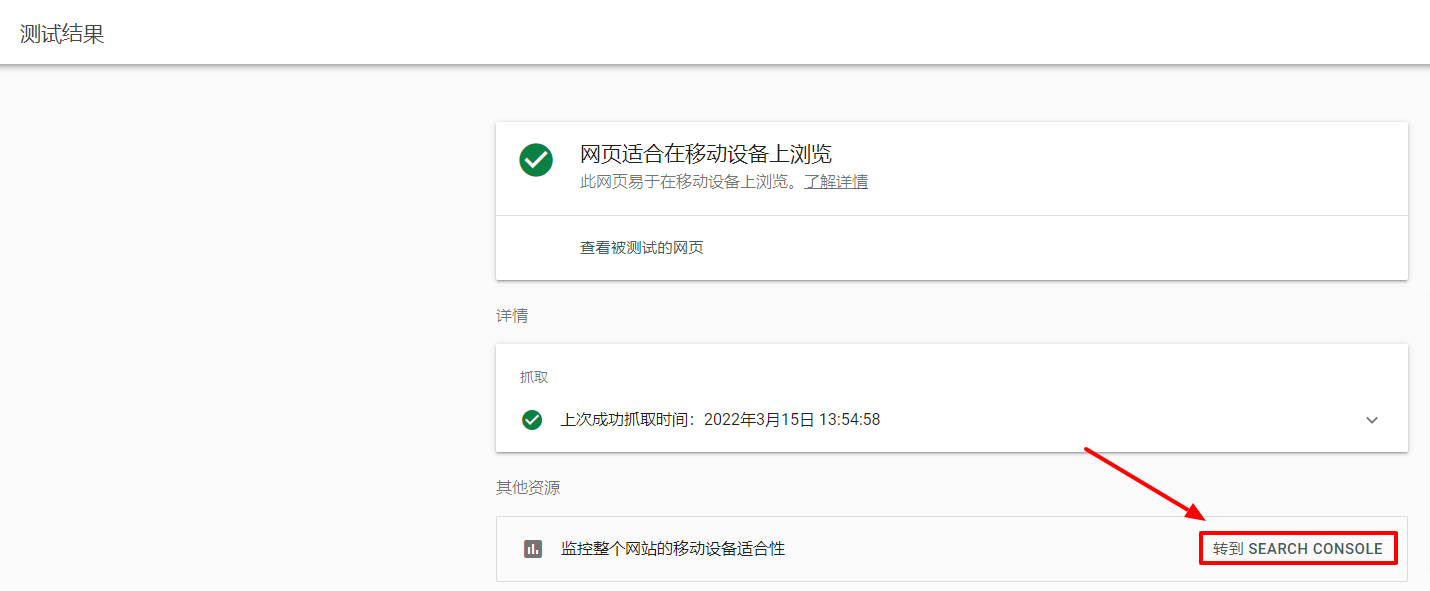 测试结果
网页适合在移动设备上浏览
此网页易于在移动设备上浏览。了解详情
查看被测试的网页
详情
抓取
上次成功抓取时间：2022年3月15日 13:54:58
其他资源
监控整个网站的移动设备适合性
转到 SEARCH CONSOLE